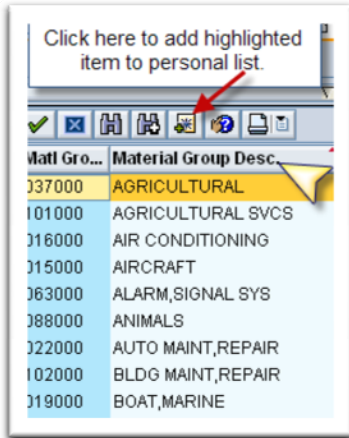 Click here to add highlighted
item to personal list.
Matl Gro... Material Group Desc.
037000 AGRICULTURAL
101000 AGRICULTURAL SVCS
016000 AIR CONDITIONING
015000 AIRCRAFT
063000 ALARM,SIGNAL SYS
088000 ANIMALS
022000 AUTO MAINT,REPAIR
102000 BLDG MAINT,REPAIR
019000 BOAT,MARINE